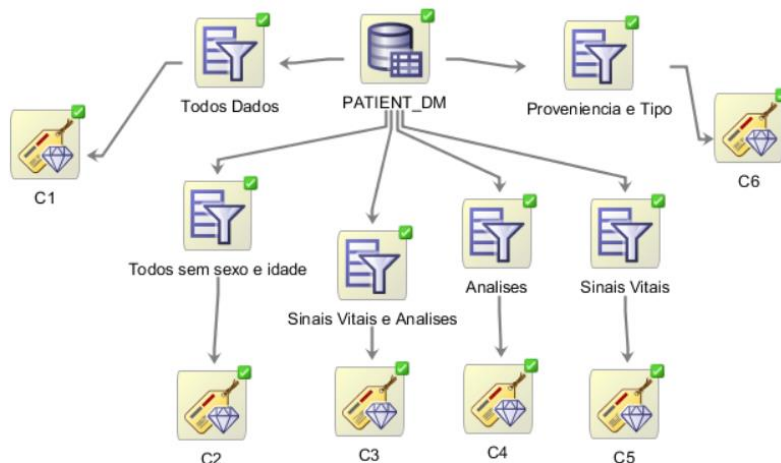 Todos Dados
PATIENT_DM
Proveniencia e Tipo
C1
C6
Todos sem sexo e idade
Sinais Vitais e Analises
Analises
Sinais Vitais
C2
C3
C4
C5